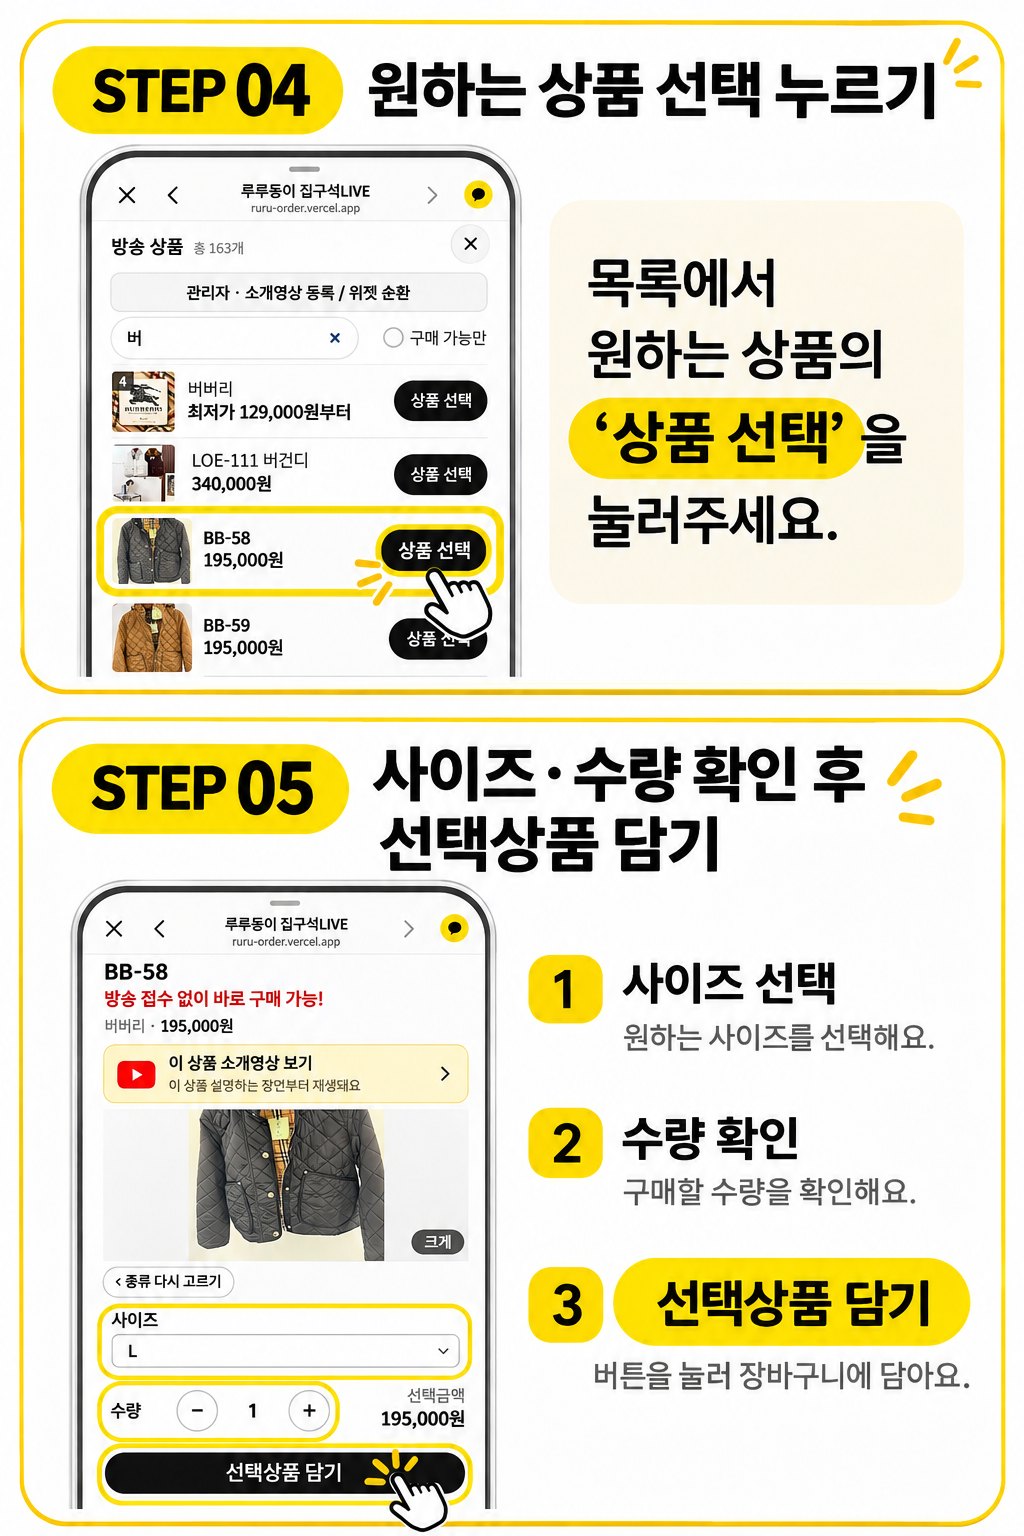 STEP 04 원하는 상품 선택 누르기
루루동이 집구석LIVE
ruru-order.vercel.app
방송 상품 총 163개
관리자 · 소개영상 등록 / 위젯 순환
버
구매 가능만
4
BURBERRY
버버리
최저가 129,000원부터
상품 선택
LOE-111 버건디
340,000원
상품 선택
BB-58
195,000원
상품 선택
BB-59
195,000원
상품 선택
목록에서
원하는 상품의
‘상품 선택’을
눌러주세요.
STEP 05 사이즈·수량 확인 후
선택상품 담기
루루동이 집구석LIVE
ruru-order.vercel.app
BB-58
방송 접수 없이 바로 구매 가능!
버버리 · 195,000원
이 상품 소개영상 보기
이 상품 설명하는 장면부터 재생돼요
크게
‹ 종류 다시 고르기
사이즈
L
수량 − 1 +
선택금액
195,000원
선택상품 담기
1 사이즈 선택
원하는 사이즈를 선택해요.
2 수량 확인
구매할 수량을 확인해요.
3 선택상품 담기
버튼을 눌러 장바구니에 담아요.